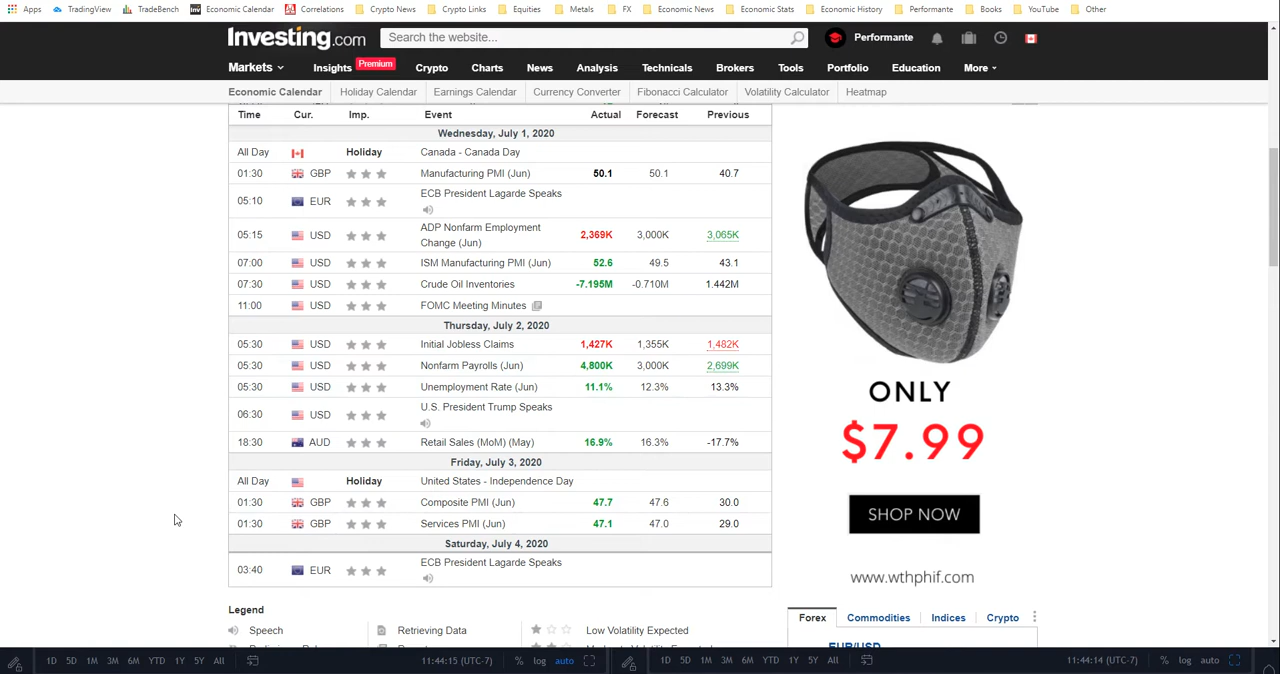 Apps TradingView TradeBench Economic Calendar Correlations Crypto News Crypto Links Equities Metals FX Economic News Economic Stats Economic History Performante Books YouTube Other
Investing.com Search the website... Performante
Markets Insights Premium Crypto Charts News Analysis Technicals Brokers Tools Portfolio Education More
Economic Calendar Holiday Calendar Earnings Calendar Currency Converter Fibonacci Calculator Volatility Calculator Heatmap
Time Cur. Imp. Event Actual Forecast Previous
Wednesday, July 1, 2020
All Day Holiday Canada - Canada Day
01:30 GBP Manufacturing PMI (Jun) 50.1 50.1 40.7
05:10 EUR ECB President Lagarde Speaks
05:15 USD ADP Nonfarm Employment Change (Jun) 2,369K 3,000K 3,065K
07:00 USD ISM Manufacturing PMI (Jun) 52.6 49.5 43.1
07:30 USD Crude Oil Inventories -7.195M -0.710M 1.442M
11:00 USD FOMC Meeting Minutes
Thursday, July 2, 2020
05:30 USD Initial Jobless Claims 1,427K 1,355K 1,482K
05:30 USD Nonfarm Payrolls (Jun) 4,800K 3,000K 2,699K
05:30 USD Unemployment Rate (Jun) 11.1% 12.3% 13.3%
06:30 USD U.S. President Trump Speaks
18:30 AUD Retail Sales (MoM) (May) 16.9% 16.3% -17.7%
Friday, July 3, 2020
All Day Holiday United States - Independence Day
01:30 GBP Composite PMI (Jun) 47.7 47.6 30.0
01:30 GBP Services PMI (Jun) 47.1 47.0 29.0
Saturday, July 4, 2020
03:40 EUR ECB President Lagarde Speaks
ONLY
$7.99
SHOP NOW
www.wthphif.com
Legend
Speech Retrieving Data Low Volatility Expected
Forex Commodities Indices Crypto
EUR/USD
1D 5D 1M 3M 6M YTD 1Y 5Y All 11:44:15 (UTC-7) % log auto 1D 5D 1M 3M 6M YTD 1Y 5Y All 11:44:14 (UTC-7) % log auto